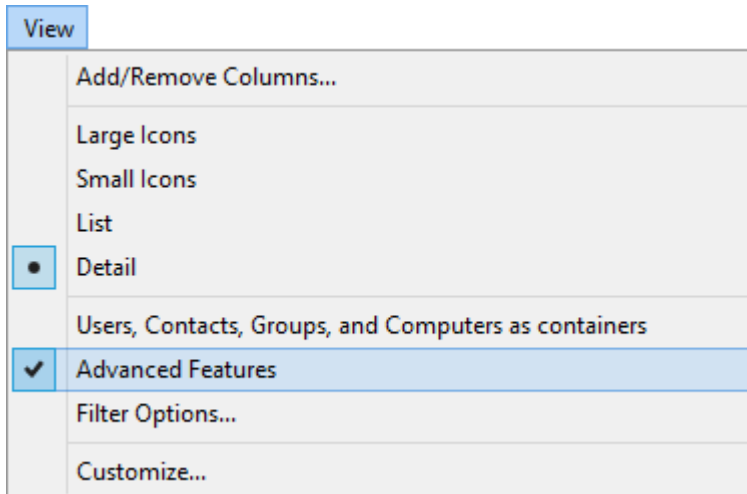 View
Add/Remove Columns...
Large Icons
Small Icons
List
Detail
Users, Contacts, Groups, and Computers as containers
Advanced Features
Filter Options...
Customize...